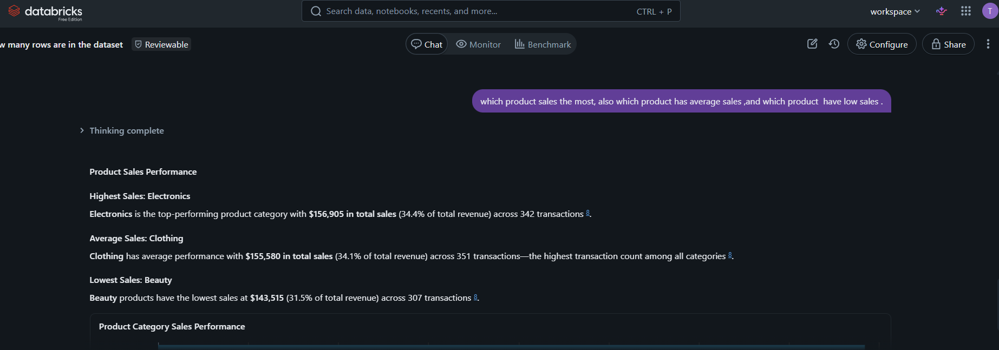 databricks
Free Edition
Search data, notebooks, recents, and more... CTRL + P
workspace
T
w many rows are in the dataset
Reviewable
Chat
Monitor
Benchmark
Configure
Share
which product sales the most, also which product has average sales ,and which product  have low sales .
Thinking complete
Product Sales Performance
Highest Sales: Electronics
Electronics is the top-performing product category with $156,905 in total sales (34.4% of total revenue) across 342 transactions 8.
Average Sales: Clothing
Clothing has average performance with $155,580 in total sales (34.1% of total revenue) across 351 transactions—the highest transaction count among all categories 8.
Lowest Sales: Beauty
Beauty products have the lowest sales at $143,515 (31.5% of total revenue) across 307 transactions 8.
Product Category Sales Performance